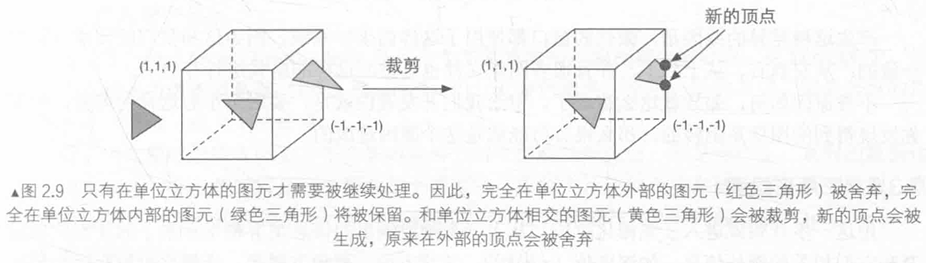 新的顶点
(1,1,1)
裁剪
(1,1,1)
(-1,-1,-1)
(-1,-1,-1)
▲图 2.9 只有在单位立方体的图元才需要被继续处理。因此，完全在单位立方体外部的图元（红色三角形）被舍弃，完
全在单位立方体内部的图元（绿色三角形）将被保留。和单位立方体相交的图元（黄色三角形）会被裁剪，新的顶点会被
生成，原来在外部的顶点会被舍弃